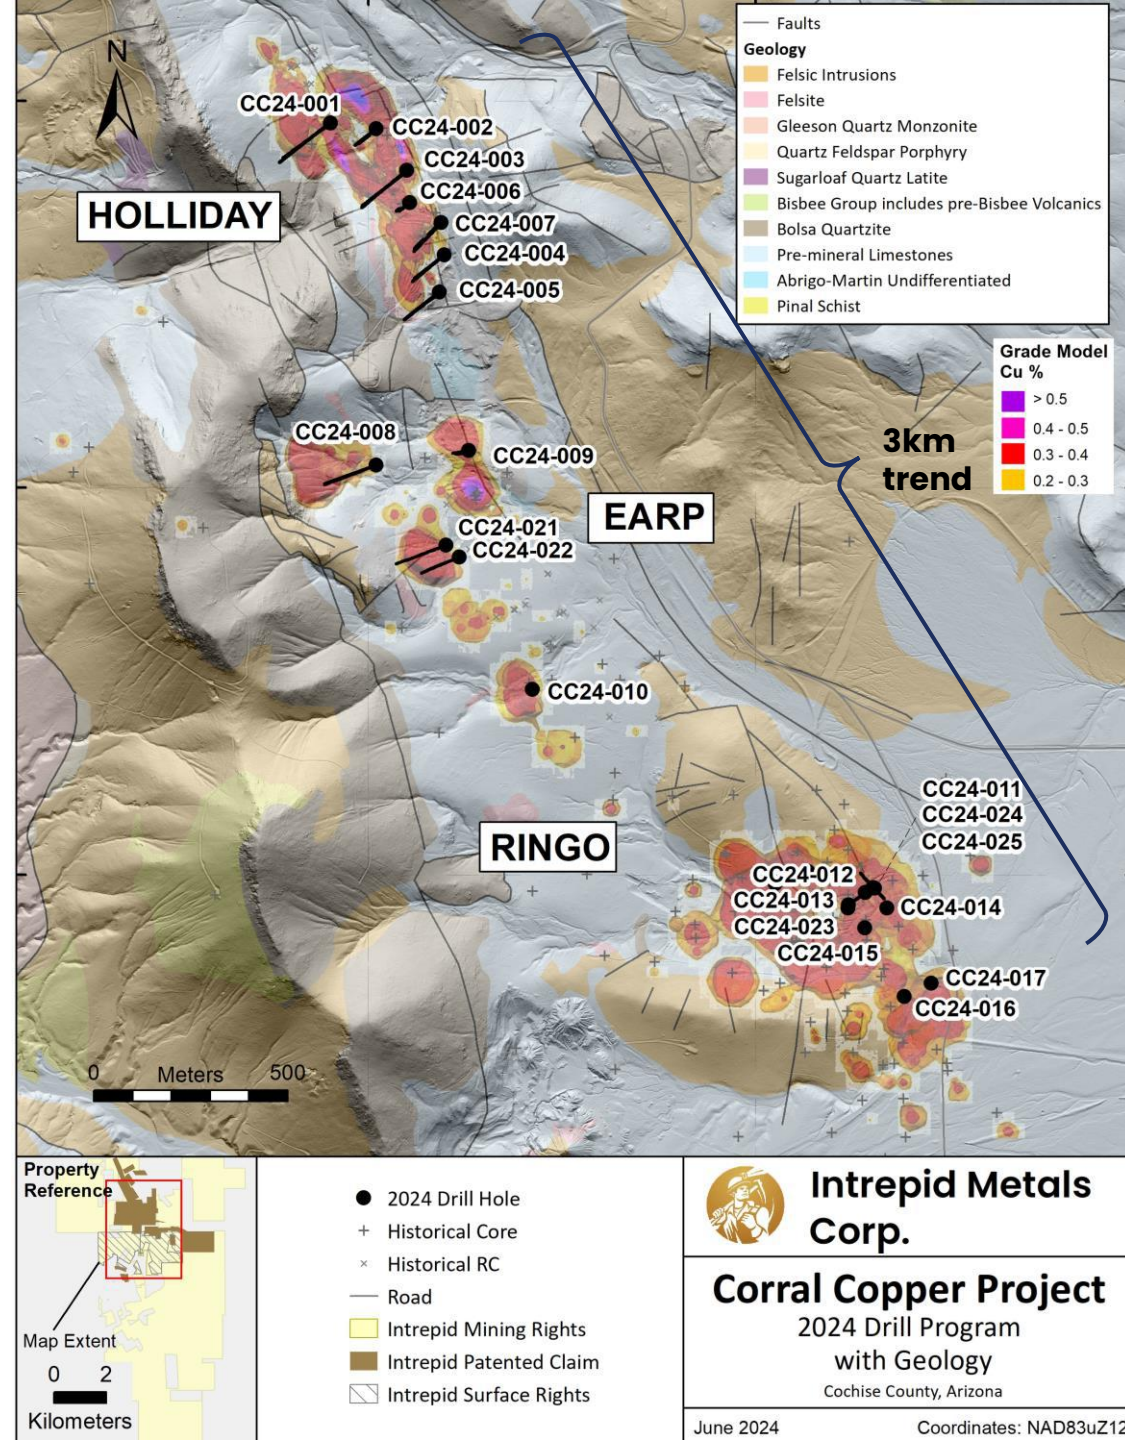 Faults
Geology
Felsic Intrusions
Felsite
Gleeson Quartz Monzonite
Quartz Feldspar Porphyry
Sugarloaf Quartz Latite
Bisbee Group includes pre-Bisbee Volcanics
Bolsa Quartzite
Pre-mineral Limestones
Abrigo-Martin Undifferentiated
Pinal Schist
N
CC24-001
CC24-002
CC24-003
CC24-006
HOLLIDAY
CC24-007
CC24-004
CC24-005
Grade Model
Cu %
> 0.5
0.4 - 0.5
0.3 - 0.4
0.2 - 0.3
3km
trend
CC24-008
CC24-009
EARP
CC24-021
CC24-022
CC24-010
CC24-011
CC24-024
CC24-025
RINGO
CC24-012
CC24-013
CC24-014
CC24-023
CC24-015
CC24-017
CC24-016
0 Meters 500
Property
Reference
Map Extent
0 2
Kilometers
2024 Drill Hole
Historical Core
Historical RC
Road
Intrepid Mining Rights
Intrepid Patented Claim
Intrepid Surface Rights
Intrepid Metals
Corp.
Corral Copper Project
2024 Drill Program
with Geology
Cochise County, Arizona
June 2024 Coordinates: NAD83uZ12